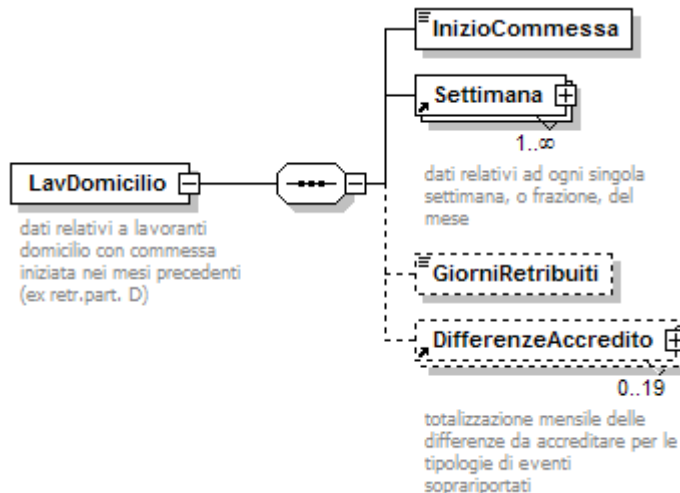 InizioCommessa
Settimana
1..∞
dati relativi ad ogni singola
settimana, o frazione, del
mese
LavDomicilio
dati relativi a lavoranti
domicilio con commessa
iniziata nei mesi precedenti
(ex retr.part. D)
GiorniRetribuiti
DifferenzeAccredito
0..19
totalizzazione mensile delle
differenze da accreditare per le
tipologie di eventi
soprariportati